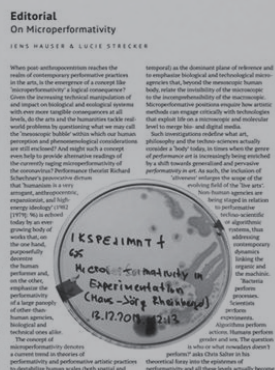 Editorial
On Microperformativity
JENS HAUSER & LUCIE STRECKER
When post-anthropocentrism reaches the
realm of contemporary performative practices
in the arts, is the emergence of a concept like
'microperformativity' a logical consequence?
Given the increasing technical manipulation of
and impact on biological and ecological systems
with ever more tangible consequences at all
levels, do the arts and the humanities tackle real-
world problems by questioning what we may call
the 'mesoscopic bubble' within which our human
perception and phenomenological considerations
are still enclosed? And might such a concept
even help to provide alternative readings of
the currently raging microperformativity of
the coronavirus? Performance theorist Richard
Schechner's provocative dictum
that 'humanism is a very
arrogant, anthropocentric,
expansionist, and high-
energy ideology'
is echoed
today by an ever-
growing body of
works that, on
the one hand,
purposefully
decentre
the human
performer and,
on the other,
emphasize the
performativity
of a large panoply
of other-than-
human agencies,
biological and
technical ones alike.
The concept of
microperformativity denotes
a current trend in theories of
performativity and performative artistic practices
to destabilize human scales (both spatial and
temporal) as the dominant plane of reference and
to emphasize biological and technological micro-
agencies that, beyond the mesoscopic human
body, relate the invisibility of the microscopic
to the incomprehensibility of the macroscopic.
Microperformative positions enquire how artistic
methods can engage critically with technologies
that exploit life on a microscopic and molecular
level to merge bio- and digital media.
Such investigations redefine what art,
philosophy and the techno-sciences actually
consider a 'body' today, in times when the genre
of performance art is increasingly being enriched
by a shift towards generalized and pervasive
performativity in art. As such, the inclusion of
'aliveness' enlarges the scope of the
evolving field of the 'live arts'.
Non-human agencies are
being staged in relation
to performative
techno-scientific
or algorithmic
systems, thus
addressing
contemporary
dynamics
linking the
organic and
the machinic.
'Bacteria
perform
processes.
Scientists
perform
experiments.
Algorithms perform
actions. Humans perform
gender and sex. The question
is who or what nowadays doesn't
perform?' asks Chris Salter in his
theoretical foray into the epistemes of
13.12.2017 12:13